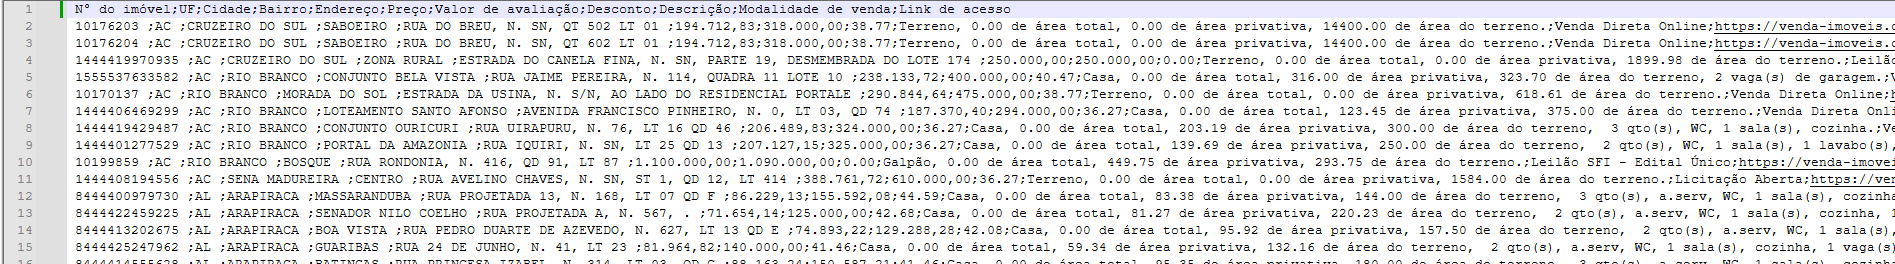 1 N° do imóvel;UF;Cidade;Bairro;Endereço;Preço;Valor de avaliação;Desconto;Descrição;Modalidade de venda;Link de acesso
2 10176203 ;AC ;CRUZEIRO DO SUL ;SABOEIRO ;RUA DO BREU, N. SN, QT 502 LT 01 ;194.712,83;318.000,00;38.77;Terreno, 0.00 de área total, 0.00 de área privativa, 14400.00 de área do terreno.;Venda Direta Online;https://venda-imoveis.c
3 10176204 ;AC ;CRUZEIRO DO SUL ;SABOEIRO ;RUA DO BREU, N. SN, QT 602 LT 01 ;194.712,83;318.000,00;38.77;Terreno, 0.00 de área total, 0.00 de área privativa, 14400.00 de área do terreno.;Venda Direta Online;https://venda-imoveis.c
4 1444419970935 ;AC ;CRUZEIRO DO SUL ;ZONA RURAL ;ESTRADA DO CANELA FINA, N. SN, PARTE 19, DESMEMBRADA DO LOTE 174 ;250.000,00;250.000,00;0.00;Terreno, 0.00 de área total, 0.00 de área privativa, 1899.98 de área do terreno.;Leilão
5 1555537633582 ;AC ;RIO BRANCO ;CONJUNTO BELA VISTA ;RUA JAIME PEREIRA, N. 114, QUADRA 11 LOTE 10 ;238.133,72;400.000,00;40.47;Casa, 0.00 de área total, 316.00 de área privativa, 323.70 de área do terreno, 2 vaga(s) de garagem.;V
6 10170137 ;AC ;RIO BRANCO ;MORADA DO SOL ;ESTRADA DA USINA, N. S/N, AO LADO DO RESIDENCIAL PORTALE ;290.844,64;475.000,00;38.77;Terreno, 0.00 de área total, 0.00 de área privativa, 618.61 de área do terreno.;Venda Direta Online;h
7 1444406469299 ;AC ;RIO BRANCO ;LOTEAMENTO SANTO AFONSO ;AVENIDA FRANCISCO PINHEIRO, N. 0, LT 03, QD 74 ;187.370,40;294.000,00;36.27;Casa, 0.00 de área total, 123.45 de área privativa, 375.00 de área do terreno.;Venda Direta Onli
8 1444419429487 ;AC ;RIO BRANCO ;CONJUNTO OURICURI ;RUA UIRAPURU, N. 76, LT 16 QD 46 ;206.489,83;324.000,00;36.27;Casa, 0.00 de área total, 203.19 de área privativa, 300.00 de área do terreno, 3 qto(s), WC, 1 sala(s), cozinha.;Ve
9 1444401277529 ;AC ;RIO BRANCO ;PORTAL DA AMAZONIA ;RUA IQUIRI, N. SN, LT 25 QD 13 ;207.127,15;325.000,00;36.27;Casa, 0.00 de área total, 139.69 de área privativa, 250.00 de área do terreno, 2 qto(s), WC, 1 sala(s), 1 lavabo(s),
10 10199859 ;AC ;RIO BRANCO ;BOSQUE ;RUA RONDONIA, N. 416, QD 91, LT 87 ;1.100.000,00;1.090.000,00;0.00;Galpão, 0.00 de área total, 449.75 de área privativa, 293.75 de área do terreno.;Leilão SFI - Edital Único;https://venda-imovei
11 1444408194556 ;AC ;SENA MADUREIRA ;CENTRO ;RUA AVELINO CHAVES, N. SN, ST 1, QD 12, LT 414 ;388.761,72;610.000,00;36.27;Terreno, 0.00 de área total, 0.00 de área privativa, 1584.00 de área do terreno.;Licitação Aberta;https://ven
12 8444400979730 ;AL ;ARAPIRACA ;MASSARANDUBA ;RUA PROJETADA 13, N. 168, LT 07 QD F ;86.229,13;155.592,08;44.59;Casa, 0.00 de área total, 83.38 de área privativa, 144.00 de área do terreno, 3 qto(s), a.serv, WC, 1 sala(s), cozinha
13 8444422459225 ;AL ;ARAPIRACA ;SENADOR NILO COELHO ;RUA PROJETADA A, N. 567, . ;71.654,14;125.000,00;42.68;Casa, 0.00 de área total, 81.27 de área privativa, 220.23 de área do terreno, 2 qto(s), a.serv, WC, 1 sala(s), cozinha, 1
14 8444413202675 ;AL ;ARAPIRACA ;BOA VISTA ;RUA PEDRO DUARTE DE AZEVEDO, N. 627, LT 13 QD E ;74.893,22;129.288,28;42.08;Casa, 0.00 de área total, 95.92 de área privativa, 157.50 de área do terreno, 2 qto(s), a.serv, WC, 1 sala(s),
15 8444425247962 ;AL ;ARAPIRACA ;GUARIBAS ;RUA 24 DE JUNHO, N. 41, LT 23 ;81.964,82;140.000,00;41.46;Casa, 0.00 de área total, 59.34 de área privativa, 132.16 de área do terreno, 2 qto(s), a.serv, WC, 1 sala(s), cozinha, 1 vaga(s)